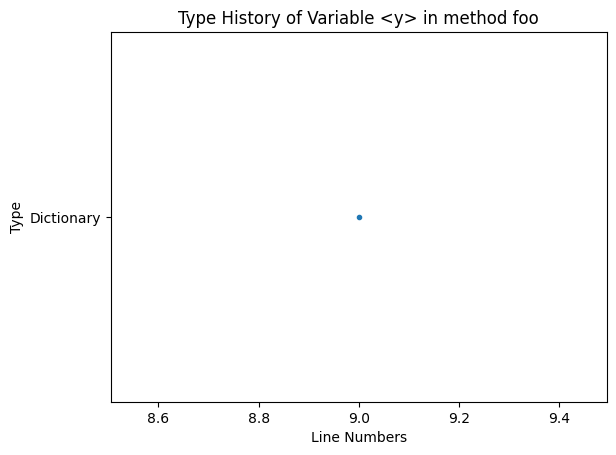 Type History of Variable <y> in method foo
Type
Dictionary
8.6 8.8 9.0 9.2 9.4
Line Numbers